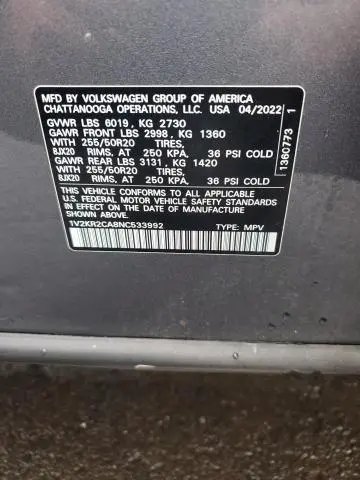 MFD BY VOLKSWAGEN GROUP OF AMERICA
CHATTANOOGA OPERATIONS, LLC. USA 04/2022
GVWR LBS 6019, KG 2730
GAWR FRONT LBS 2998, KG 1360
WITH 255/50R20 TIRES,
8JX20 RIMS, AT 250 KPA, 36 PSI COLD
GAWR REAR LBS 3131, KG 1420
WITH 255/50R20 TIRES,
8JX20 RIMS, AT 250 KPA, 36 PSI COLD
THIS VEHICLE CONFORMS TO ALL APPLICABLE
U.S. FEDERAL MOTOR VEHICLE SAFETY STANDARDS
IN EFFECT ON THE DATE OF MANUFACTURE
SHOWN ABOVE.
1V2KR2CA8NC533992 TYPE: MPV
1360773 1